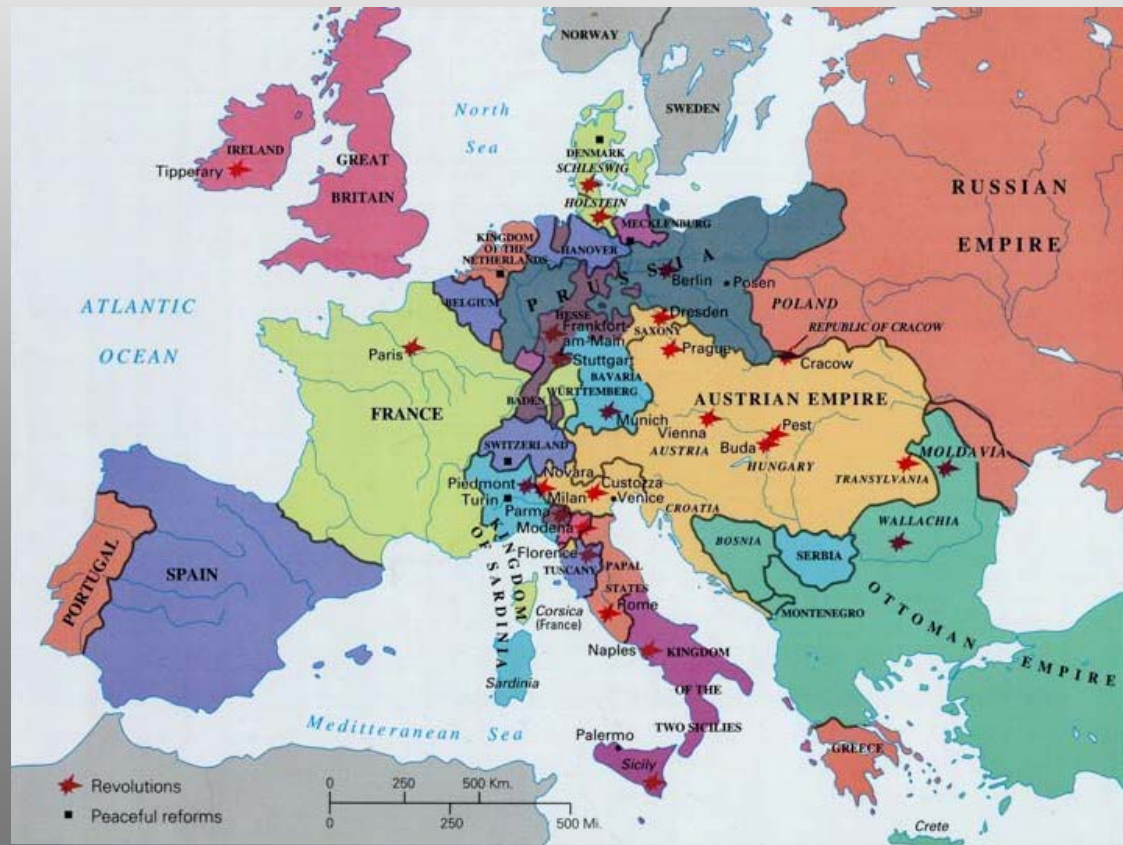 NORWAY
SWEDEN
North
Sea
IRELAND
Tipperary
GREAT
BRITAIN
DENMARK
SCHLESWIG
HOLSTEIN
MECKLENBURG
KINGDOM
OF THE
NETHERLANDS
HANOVER
RUSSIAN
EMPIRE
PRUSSIA
Berlin
Posen
ATLANTIC
OCEAN
BELGIUM
HESSE
Frankfort-
am-Main
Dresden
SAXONY
POLAND
REPUBLIC OF CRACOW
Paris
Stuttgart
Prague
Cracow
BAVARIA
WÜRTTEMBERG
BADEN
FRANCE
AUSTRIAN EMPIRE
Munich
Vienna
Pest
Buda
AUSTRIA
HUNGARY
MOLDAVIA
TRANSYLVANIA
SWITZERLAND
Novara
Piedmont
Custozza
Turin
Milan
Venice
CROATIA
Parma
Modena
WALLACHIA
BOSNIA
SERBIA
Florence
TUSCANY
PAPAL
STATES
KINGDOM
OF SARDINIA
PORTUGAL
SPAIN
MONTENEGRO
OTTOMAN
EMPIRE
Corsica
(France)
Rome
Naples
KINGDOM
OF THE
TWO SICILIES
Sardinia
Mediterranean Sea
Palermo
Sicily
GREECE
Crete
Revolutions
Peaceful reforms
0 250 500 Km.
0 250 500 Mi.